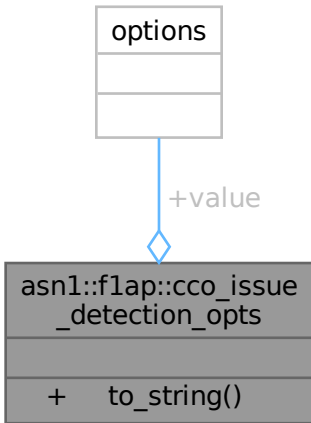 options
+value
asn1::f1ap::cco_issue
_detection_opts
+ to_string()